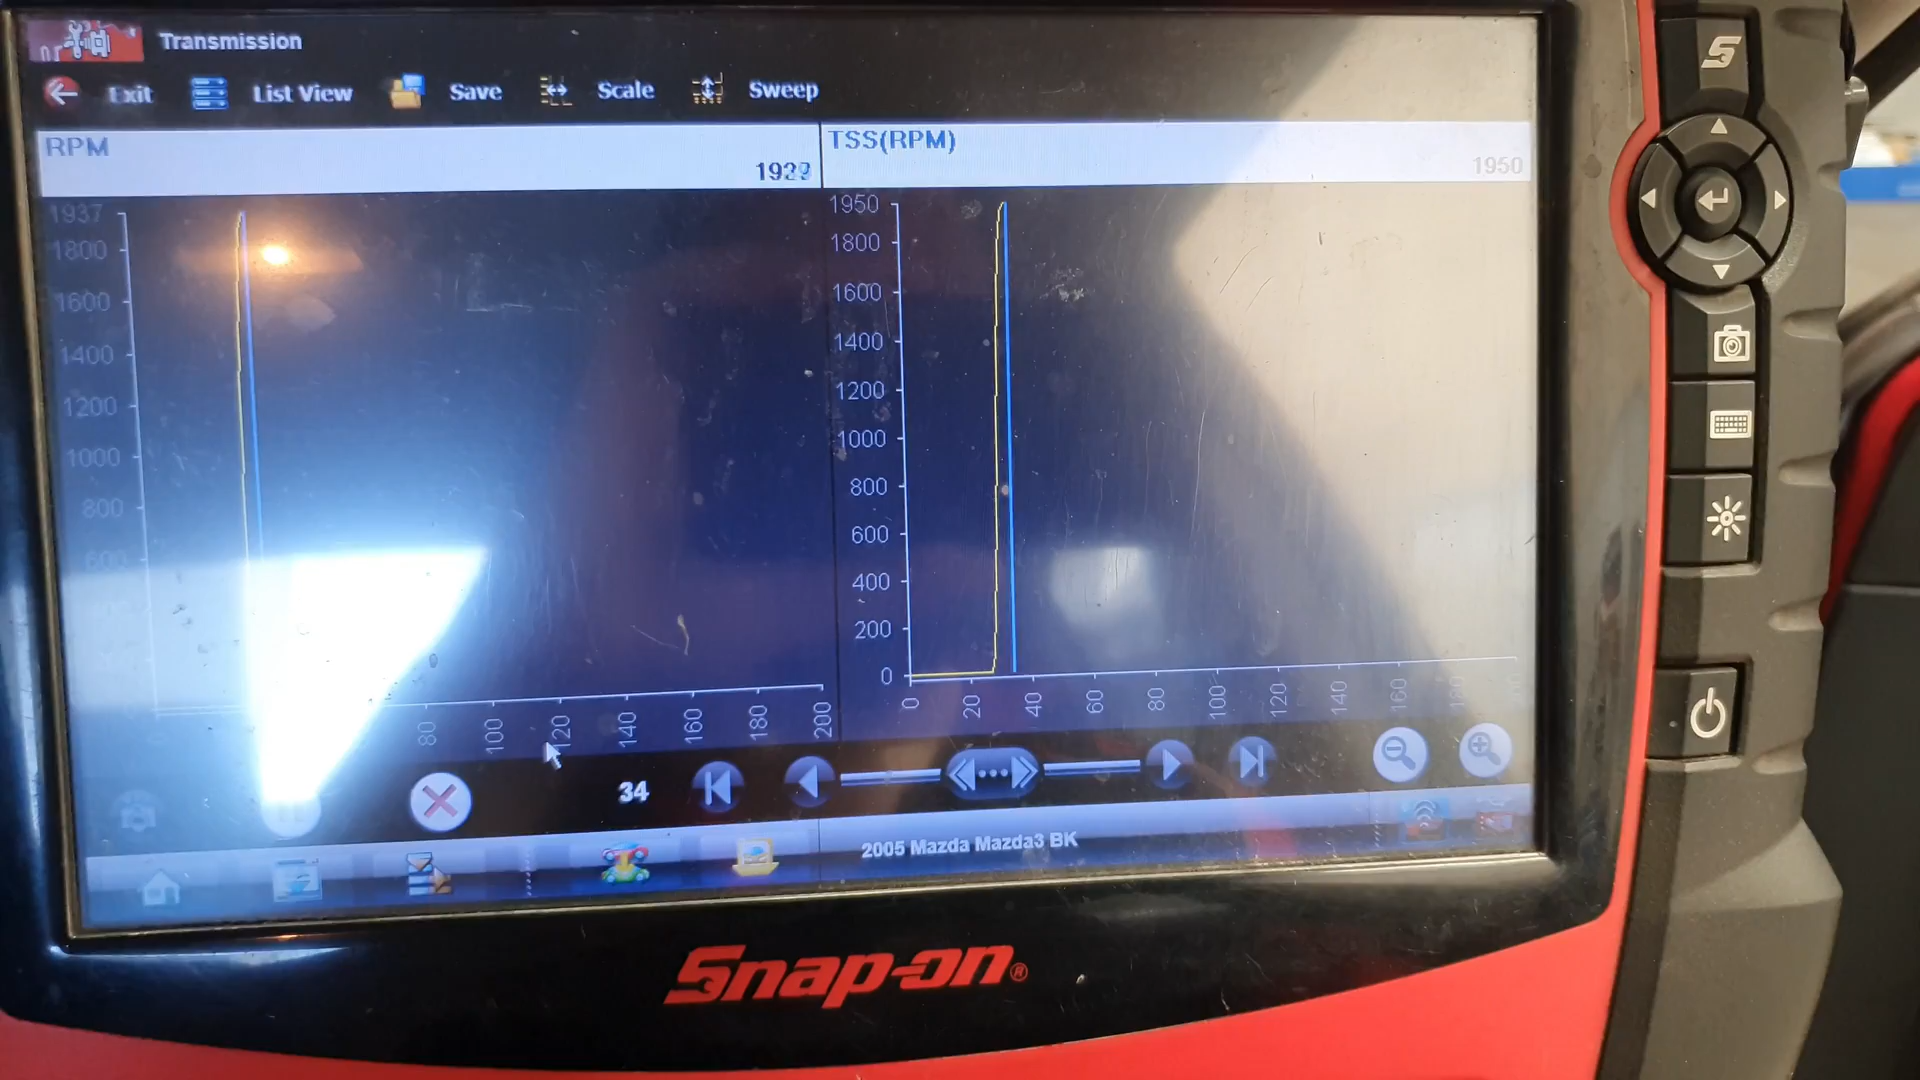 Transmission
Exit List View Save Scale Sweep
RPM
TSS(RPM)
1950
1937
1800
1600
1400
1200
1000
800
600
80 100 120 140 160 180 200
1950
1800
1600
1400
1200
1000
800
600
400
200
0
0 20 40 60 80 100 120 140 160 180
34
2005 Mazda Mazda3 BK
Snap-on®